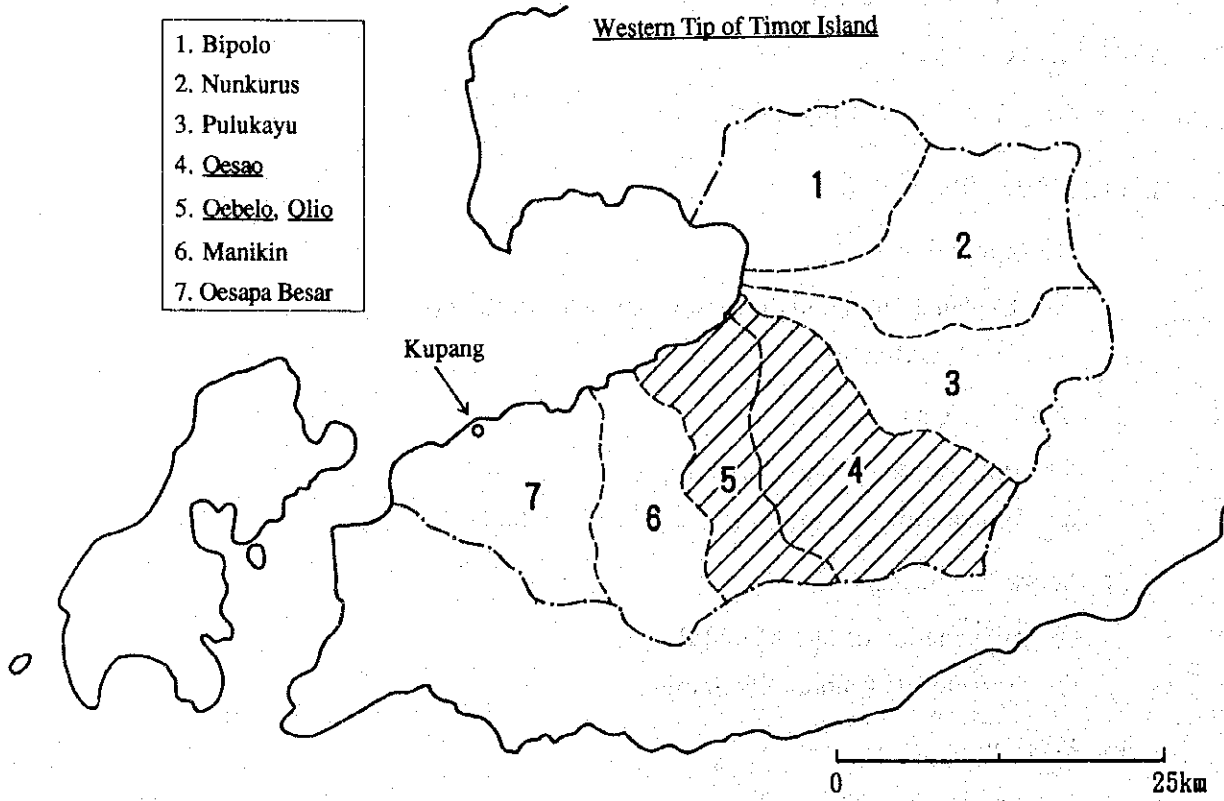 Western Tip of Timor Island
1. Bipolo
2. Nunkurus
3. Pulukayu
4. Oesao
5. Oebelo, Olio
6. Manikin
7. Oesapa Besar
1
2
Kupang
3
4
5
7
6
0 25km